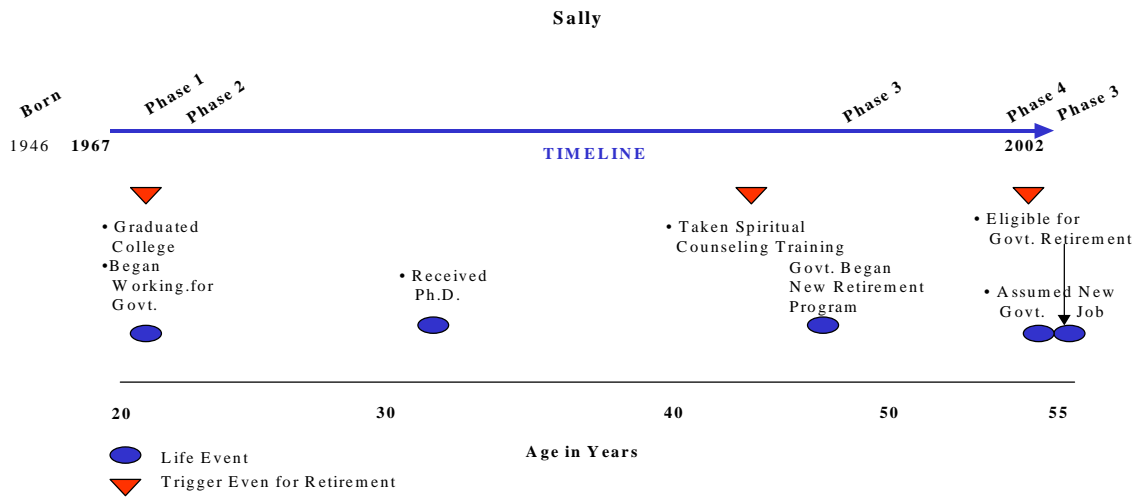 Sally
Born
Phase 1
Phase 2
Phase 3
Phase 4
Phase 3
1946
1967
2002
TIMELINE
• Graduated
College
•Began
Working.for
Govt.
• Received
Ph.D.
• Taken Spiritual
Counseling Training
Govt. Began
New Retirement
Program
• Eligible for
Govt. Retirement
• Assumed New
Govt. Job
20
30
40
50
55
Age in Years
Life Event
Trigger Even for Retirement